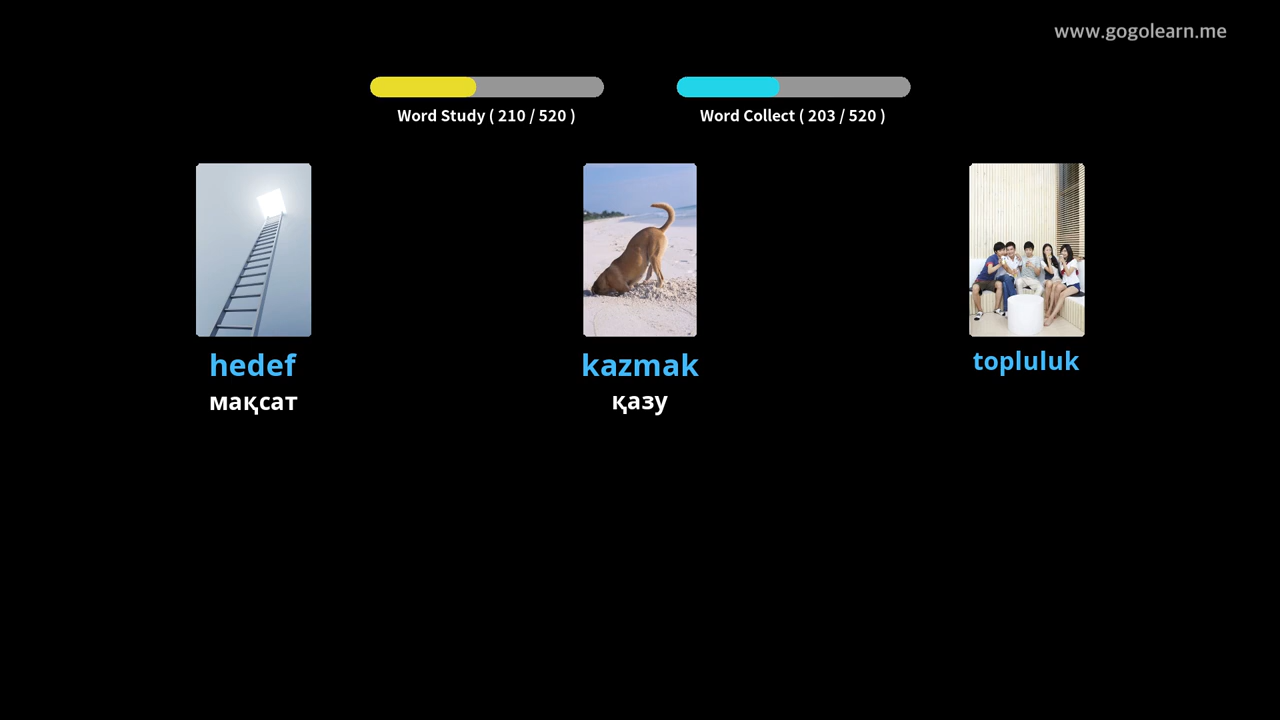 www.gogolearn.me
Word Study ( 210 / 520 )
Word Collect ( 203 / 520 )
hedef
мақсат
kazmak
қазу
topluluk